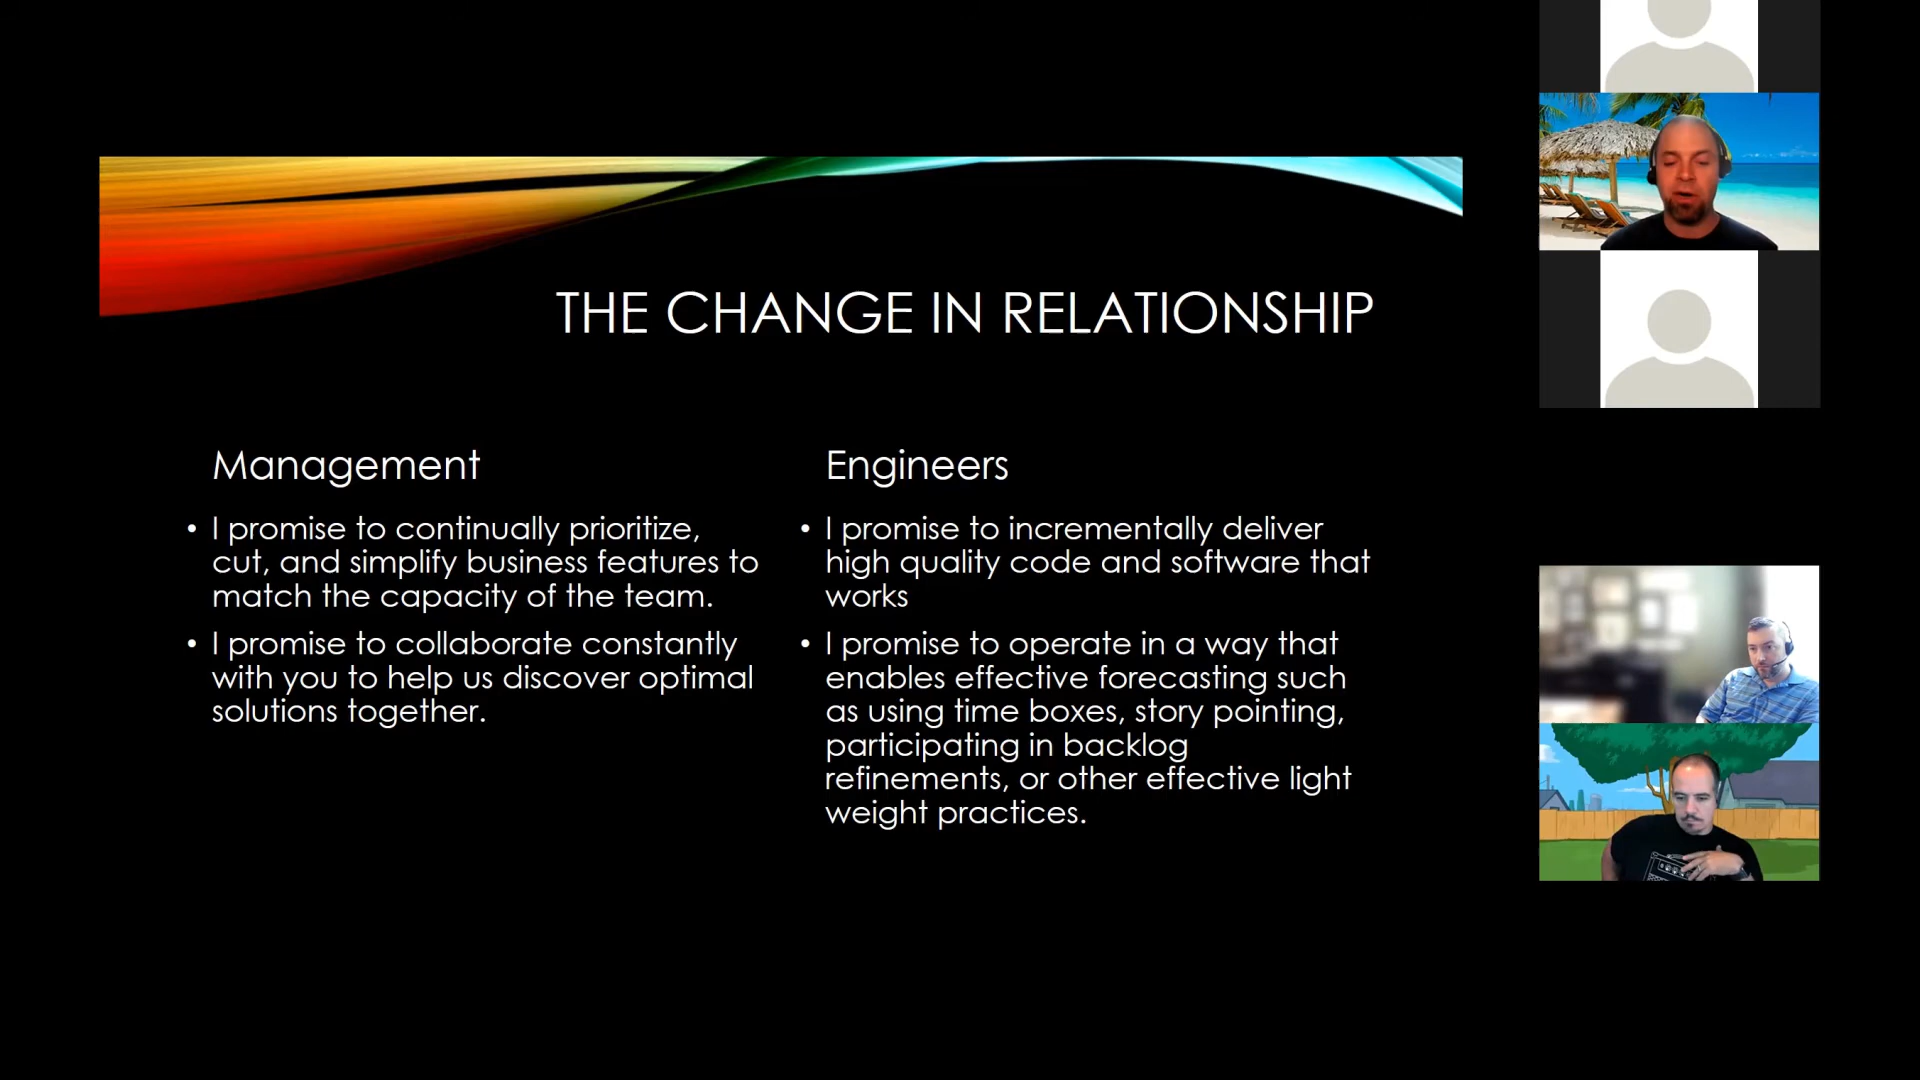 THE CHANGE IN RELATIONSHIP
Management
• I promise to continually prioritize,
cut, and simplify business features to
match the capacity of the team.
• I promise to collaborate constantly
with you to help us discover optimal
solutions together.
Engineers
• I promise to incrementally deliver
high quality code and software that
works
• I promise to operate in a way that
enables effective forecasting such
as using time boxes, story pointing,
participating in backlog
refinements, or other effective light
weight practices.